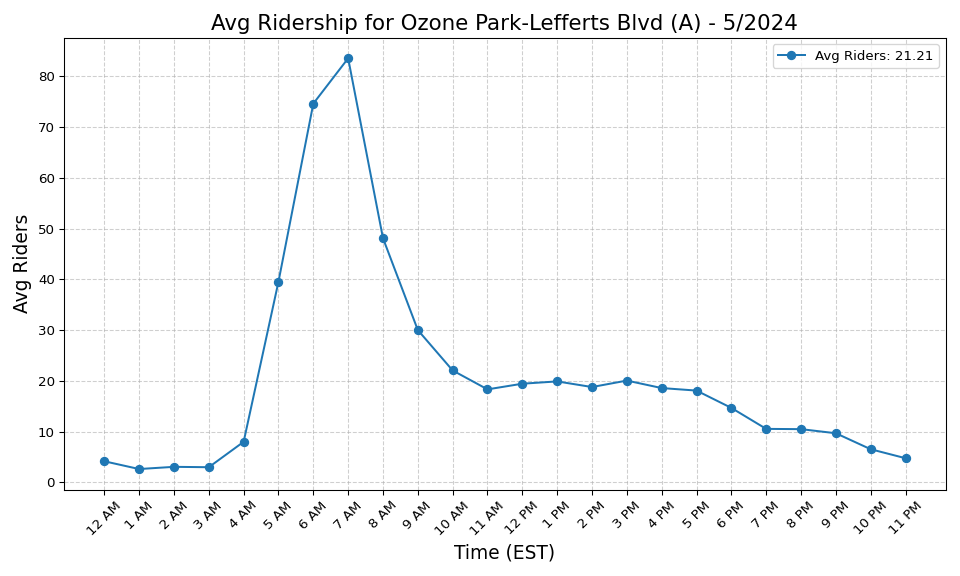 Avg Ridership for Ozone Park-Lefferts Blvd (A) - 5/2024
Avg Riders: 21.21
Avg Riders
80
70
60
50
40
30
20
10
0
12 AM
1 AM
2 AM
3 AM
4 AM
5 AM
6 AM
7 AM
8 AM
9 AM
10 AM
11 AM
12 PM
1 PM
2 PM
3 PM
4 PM
5 PM
6 PM
7 PM
8 PM
9 PM
10 PM
11 PM
Time (EST)